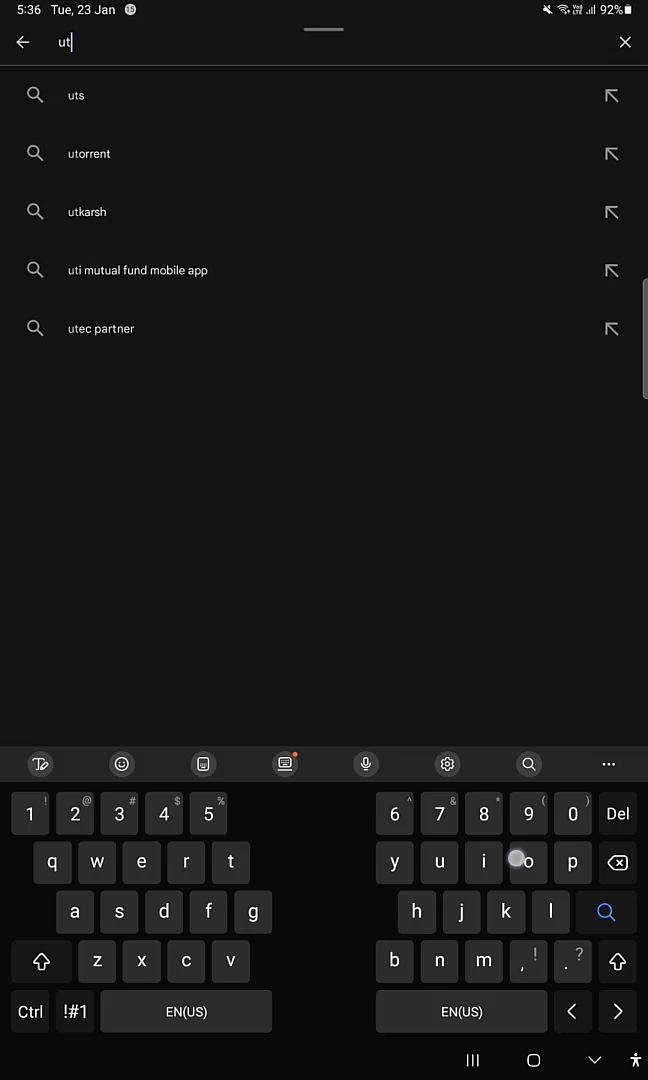 5:36 Tue, 23 Jan 15 92%
ut
uts
utorrent
utkarsh
uti mutual fund mobile app
utec partner
1 ! 2 @ 3 # 4 $ 5 % 6 ^ 7 & 8 * 9 ( 0 ) Del
q w e r t y u i o p
a s d f g h j k l
z x c v b n m , ! . ?
Ctrl !#1 EN(US) EN(US) < >